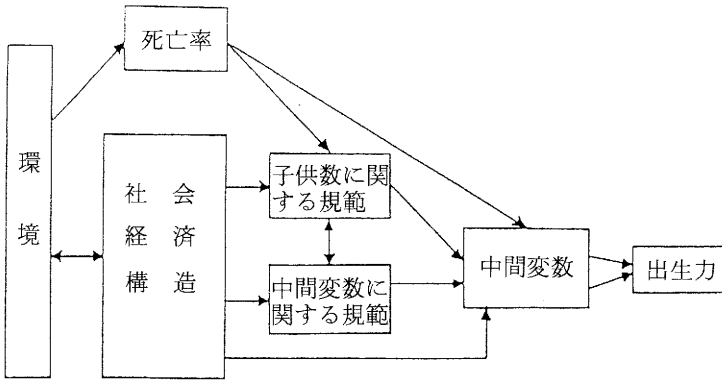 死亡率
環境
社会
経済
構造
子供数に関
する規範
中間変数に
関する規範
中間変数
出生力